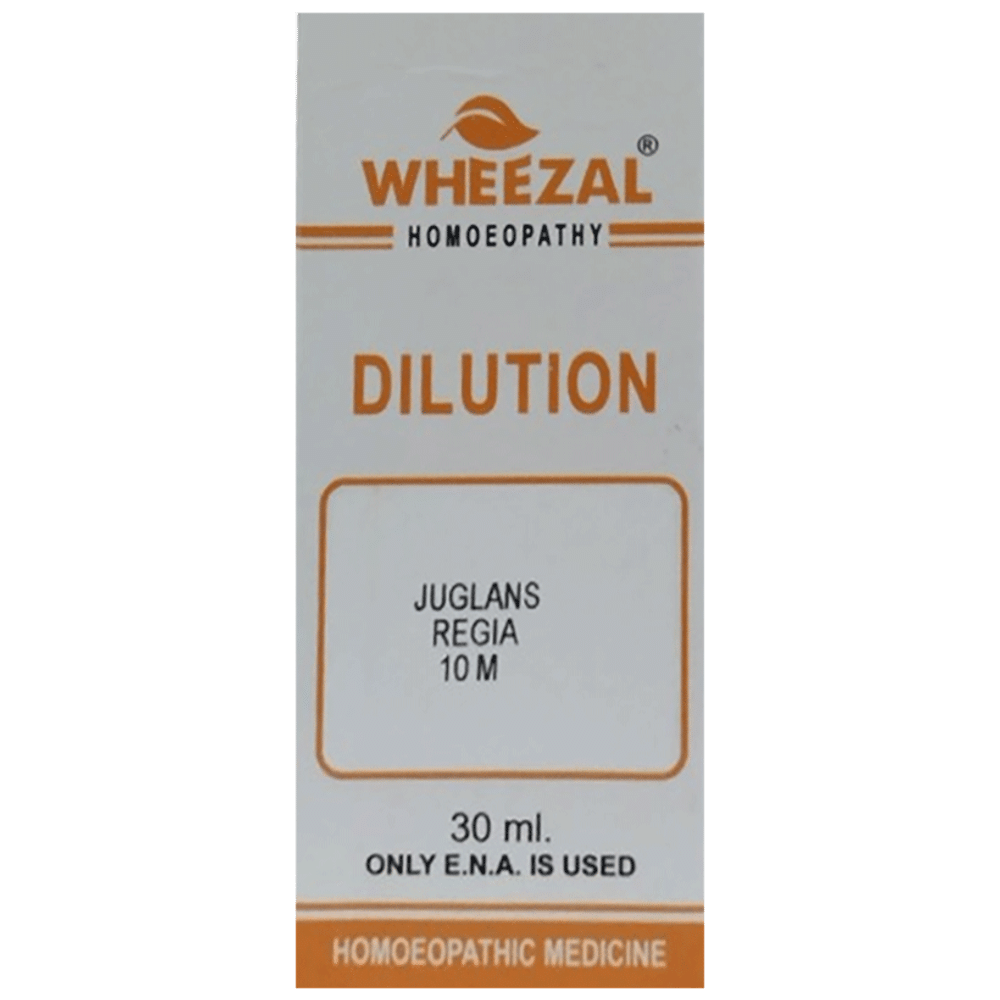 WHEEZAL®
HOMOEOPATHY
DILUTION
JUGLANS
REGIA
10 M
30 ml.
ONLY E.N.A. IS USED
HOMOEOPATHIC MEDICINE